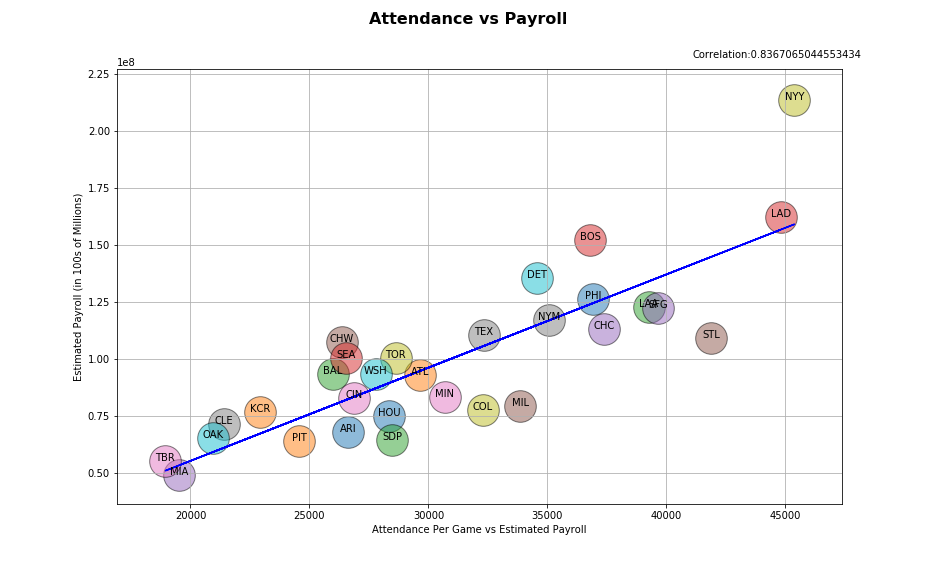 Attendance vs Payroll
Correlation:0.8367065044553434
1e8
2.25
2.00
1.75
1.50
1.25
1.00
0.75
0.50
Estimated Payroll (in 100s of Millions)
NYY
LAD
BOS
DET
PHI
LAA
SFG
NYM
CHC
TEX
STL
CHW
SEA
TOR
BAL
WSH
ATL
CIN
MIN
KCR
HOU
COL
MIL
CLE
OAK
PIT
ARI
SDP
TBR
MIA
20000
25000
30000
35000
40000
45000
Attendance Per Game vs Estimated Payroll